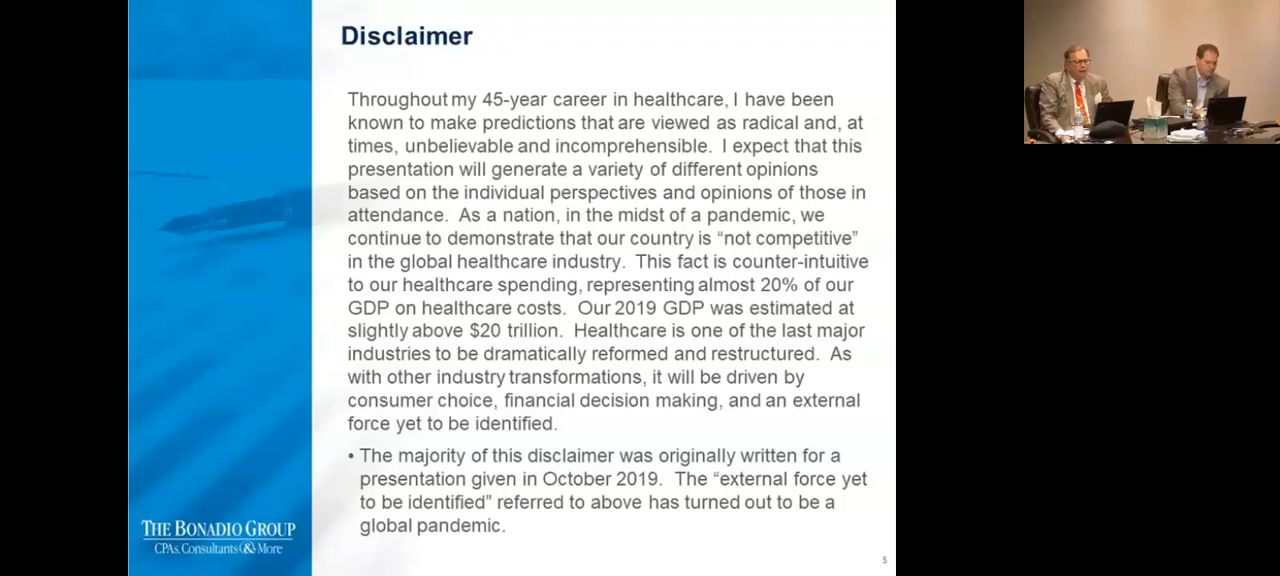 Disclaimer
Throughout my 45-year career in healthcare, I have been
known to make predictions that are viewed as radical and, at
times, unbelievable and incomprehensible. I expect that this
presentation will generate a variety of different opinions
based on the individual perspectives and opinions of those in
attendance. As a nation, in the midst of a pandemic, we
continue to demonstrate that our country is “not competitive”
in the global healthcare industry. This fact is counter-intuitive
to our healthcare spending, representing almost 20% of our
GDP on healthcare costs. Our 2019 GDP was estimated at
slightly above $20 trillion. Healthcare is one of the last major
industries to be dramatically reformed and restructured. As
with other industry transformations, it will be driven by
consumer choice, financial decision making, and an external
force yet to be identified.
• The majority of this disclaimer was originally written for a
presentation given in October 2019. The “external force yet
to be identified” referred to above has turned out to be a
global pandemic.
THE BONADIO GROUP
CPAs, Consultants & More
5